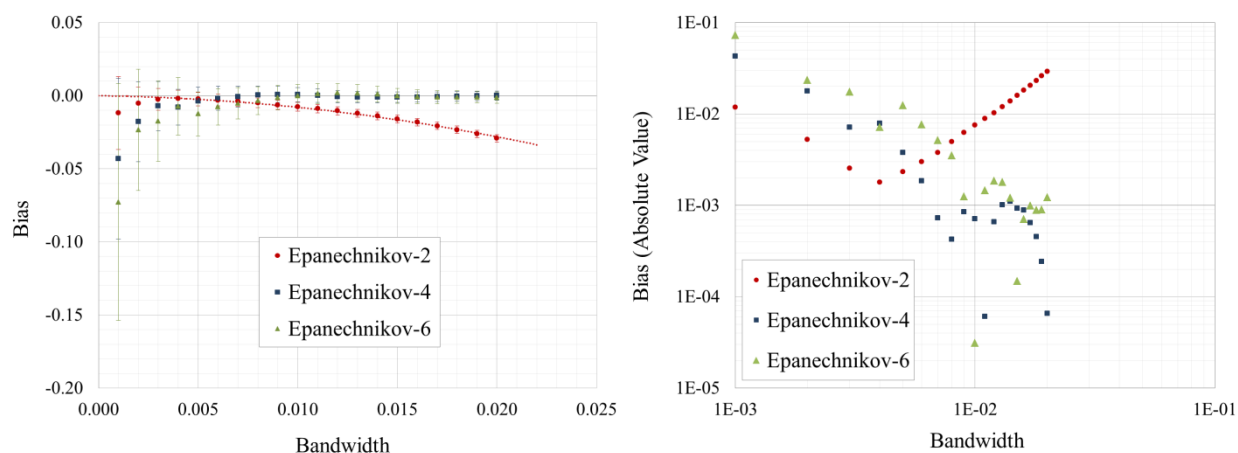 0.05
0.00
-0.05
-0.10
-0.15
-0.20
Bias
Epanechnikov-2
Epanechnikov-4
Epanechnikov-6
0.000
0.005
0.010
0.015
0.020
0.025
Bandwidth
1E-01
1E-02
1E-03
1E-04
1E-05
Bias (Absolute Value)
Epanechnikov-2
Epanechnikov-4
Epanechnikov-6
1E-03
1E-02
1E-01
Bandwidth